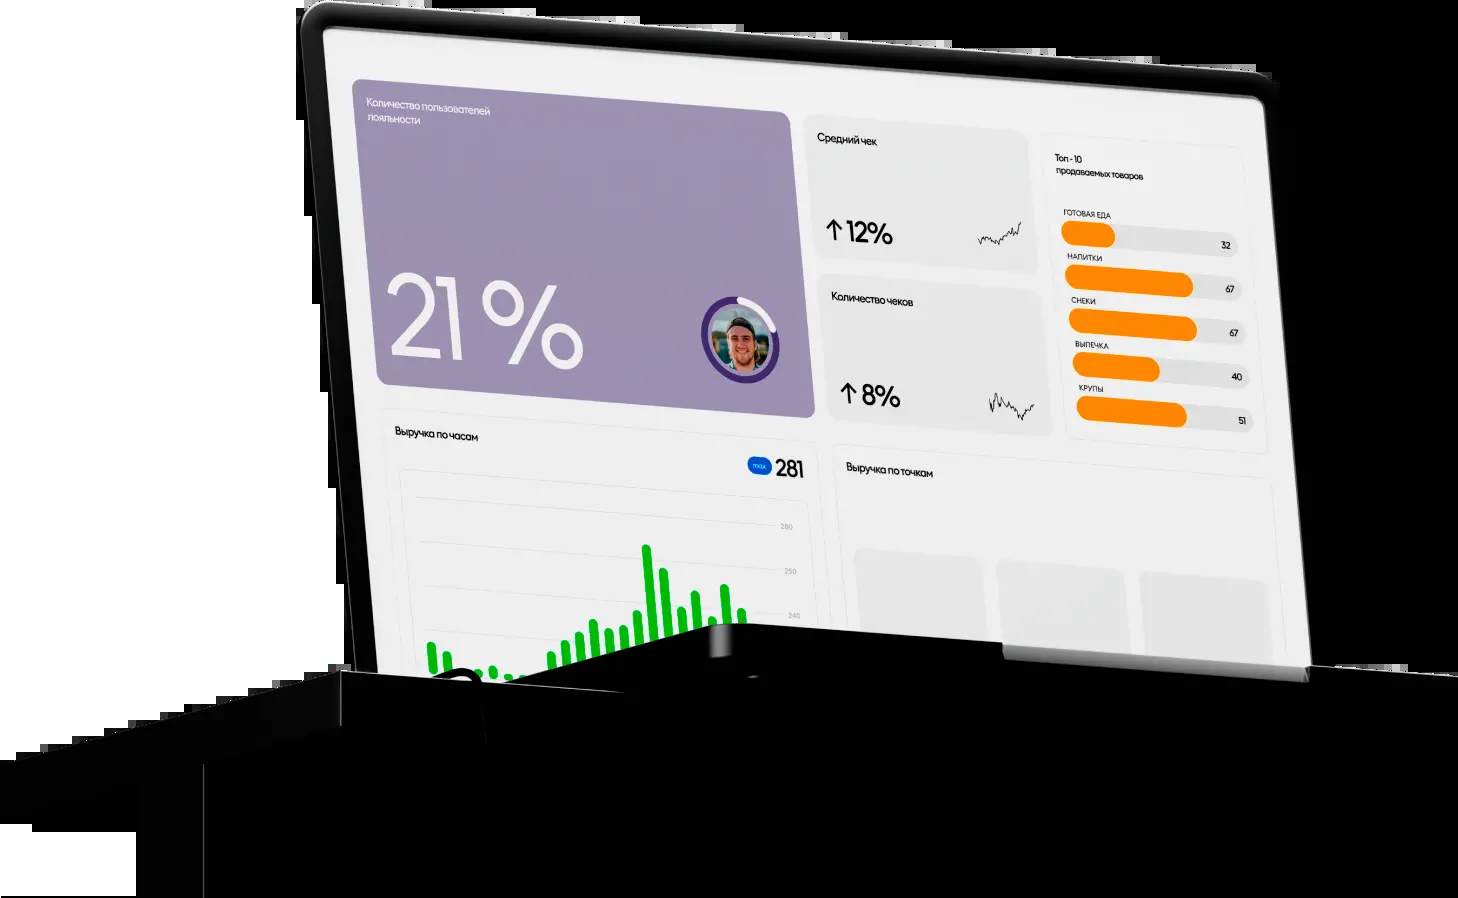 Количество пользователей
лояльности
21 %
Средний чек
↑12%
Количество чеков
↑8%
Топ - 10
продаваемых товаров
ГОТОВАЯ ЕДА
32
НАПИТКИ
67
СНЕКИ
67
ВЫПЕЧКА
40
КРУПЫ
51
Выручка по часам
max 281
280
250
240
Выручка по точкам